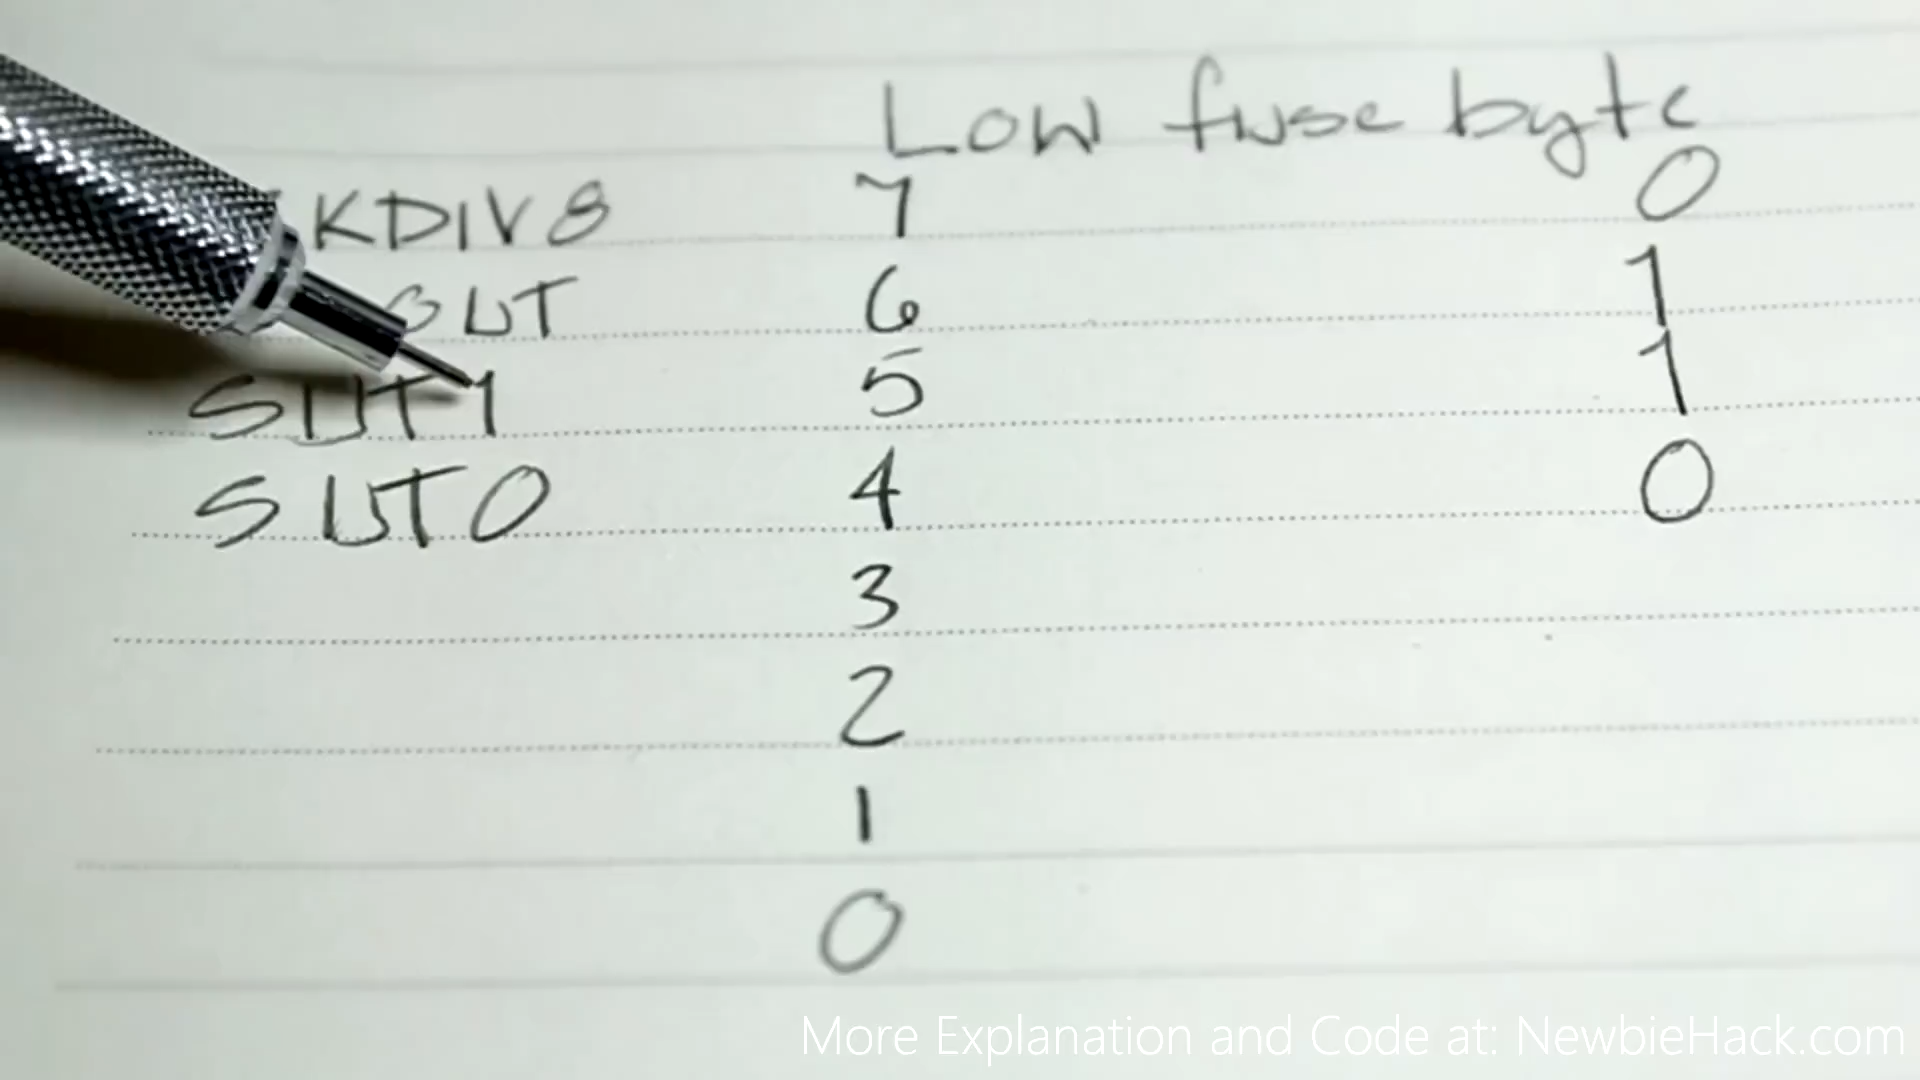 Low fuse byte
KDIV8 7 0
OUT 6 1
SUT1 5 1
SUT0 4 0
3
2
1
0
More Explanation and Code at: NewbieHack.com